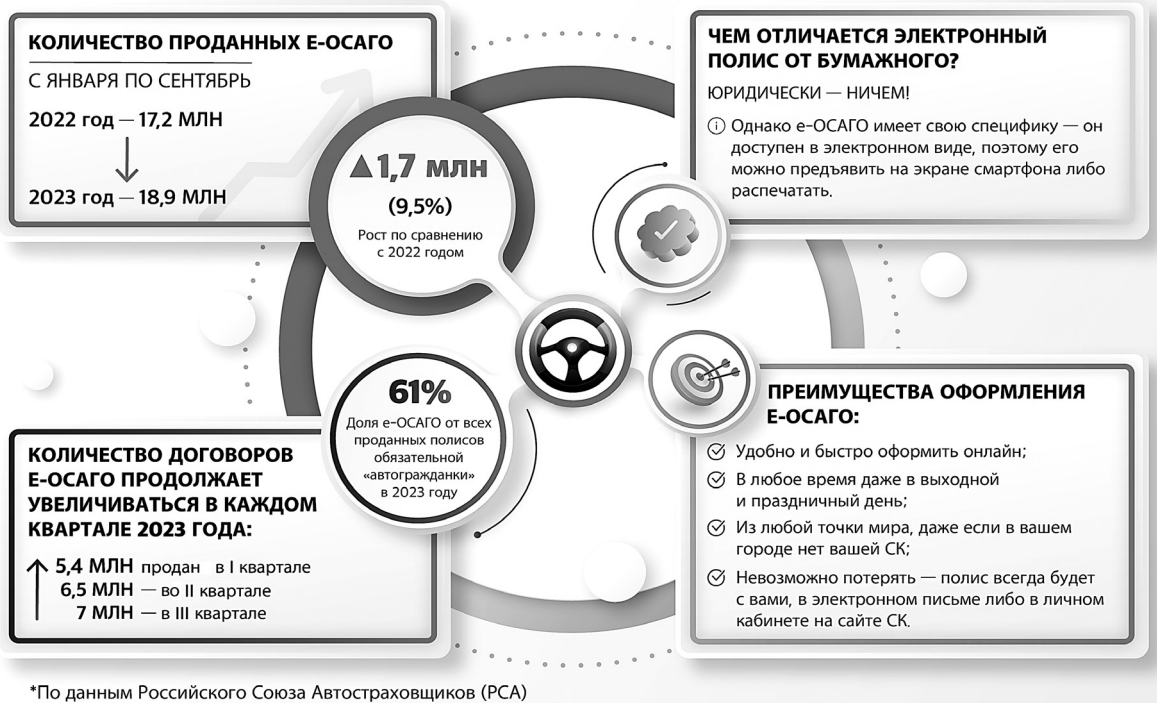 КОЛИЧЕСТВО ПРОДАННЫХ Е-ОСАГО
С ЯНВАРЯ ПО СЕНТЯБРЬ
2022 год — 17,2 МЛН
2023 год — 18,9 МЛН
▲1,7 млн
(9,5%)
Рост по сравнению
с 2022 годом
ЧЕМ ОТЛИЧАЕТСЯ ЭЛЕКТРОННЫЙ
ПОЛИС ОТ БУМАЖНОГО?
ЮРИДИЧЕСКИ — НИЧЕМ!
Однако е-ОСАГО имеет свою специфику — он
доступен в электронном виде, поэтому его
можно предъявить на экране смартфона либо
распечатать.
61%
Доля е-ОСАГО от всех
проданных полисов
обязательной
«автогражданки»
в 2023 году
КОЛИЧЕСТВО ДОГОВОРОВ
Е-ОСАГО ПРОДОЛЖАЕТ
УВЕЛИЧИВАТЬСЯ В КАЖДОМ
КВАРТАЛЕ 2023 ГОДА:
5,4 МЛН продан в I квартале
6,5 МЛН — во II квартале
7 МЛН — в III квартале
ПРЕИМУЩЕСТВА ОФОРМЛЕНИЯ
Е-ОСАГО:
Удобно и быстро оформить онлайн;
В любое время даже в выходной
и праздничный день;
Из любой точки мира, даже если в вашем
городе нет вашей СК;
Невозможно потерять — полис всегда будет
с вами, в электронном письме либо в личном
кабинете на сайте СК.
*По данным Российского Союза Автостраховщиков (РСА)